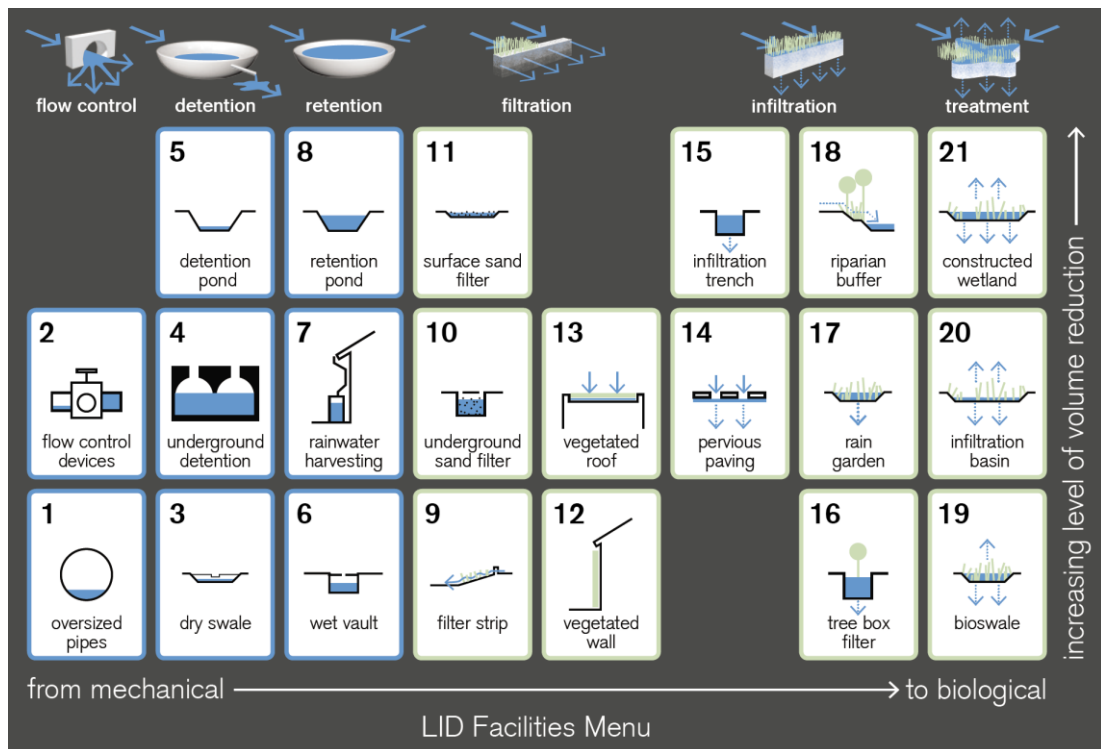 flow control
detention
retention
filtration
infiltration
treatment
5
detention
pond
8
retention
pond
11
surface sand
filter
15
infiltration
trench
18
riparian
buffer
21
constructed
wetland
2
flow control
devices
4
underground
detention
7
rainwater
harvesting
10
underground
sand filter
13
vegetated
roof
14
pervious
paving
17
rain
garden
20
infiltration
basin
1
oversized
pipes
3
dry swale
6
wet vault
9
filter strip
12
vegetated
wall
16
tree box
filter
19
bioswale
increasing level of volume reduction
from mechanical
to biological
LID Facilities Menu